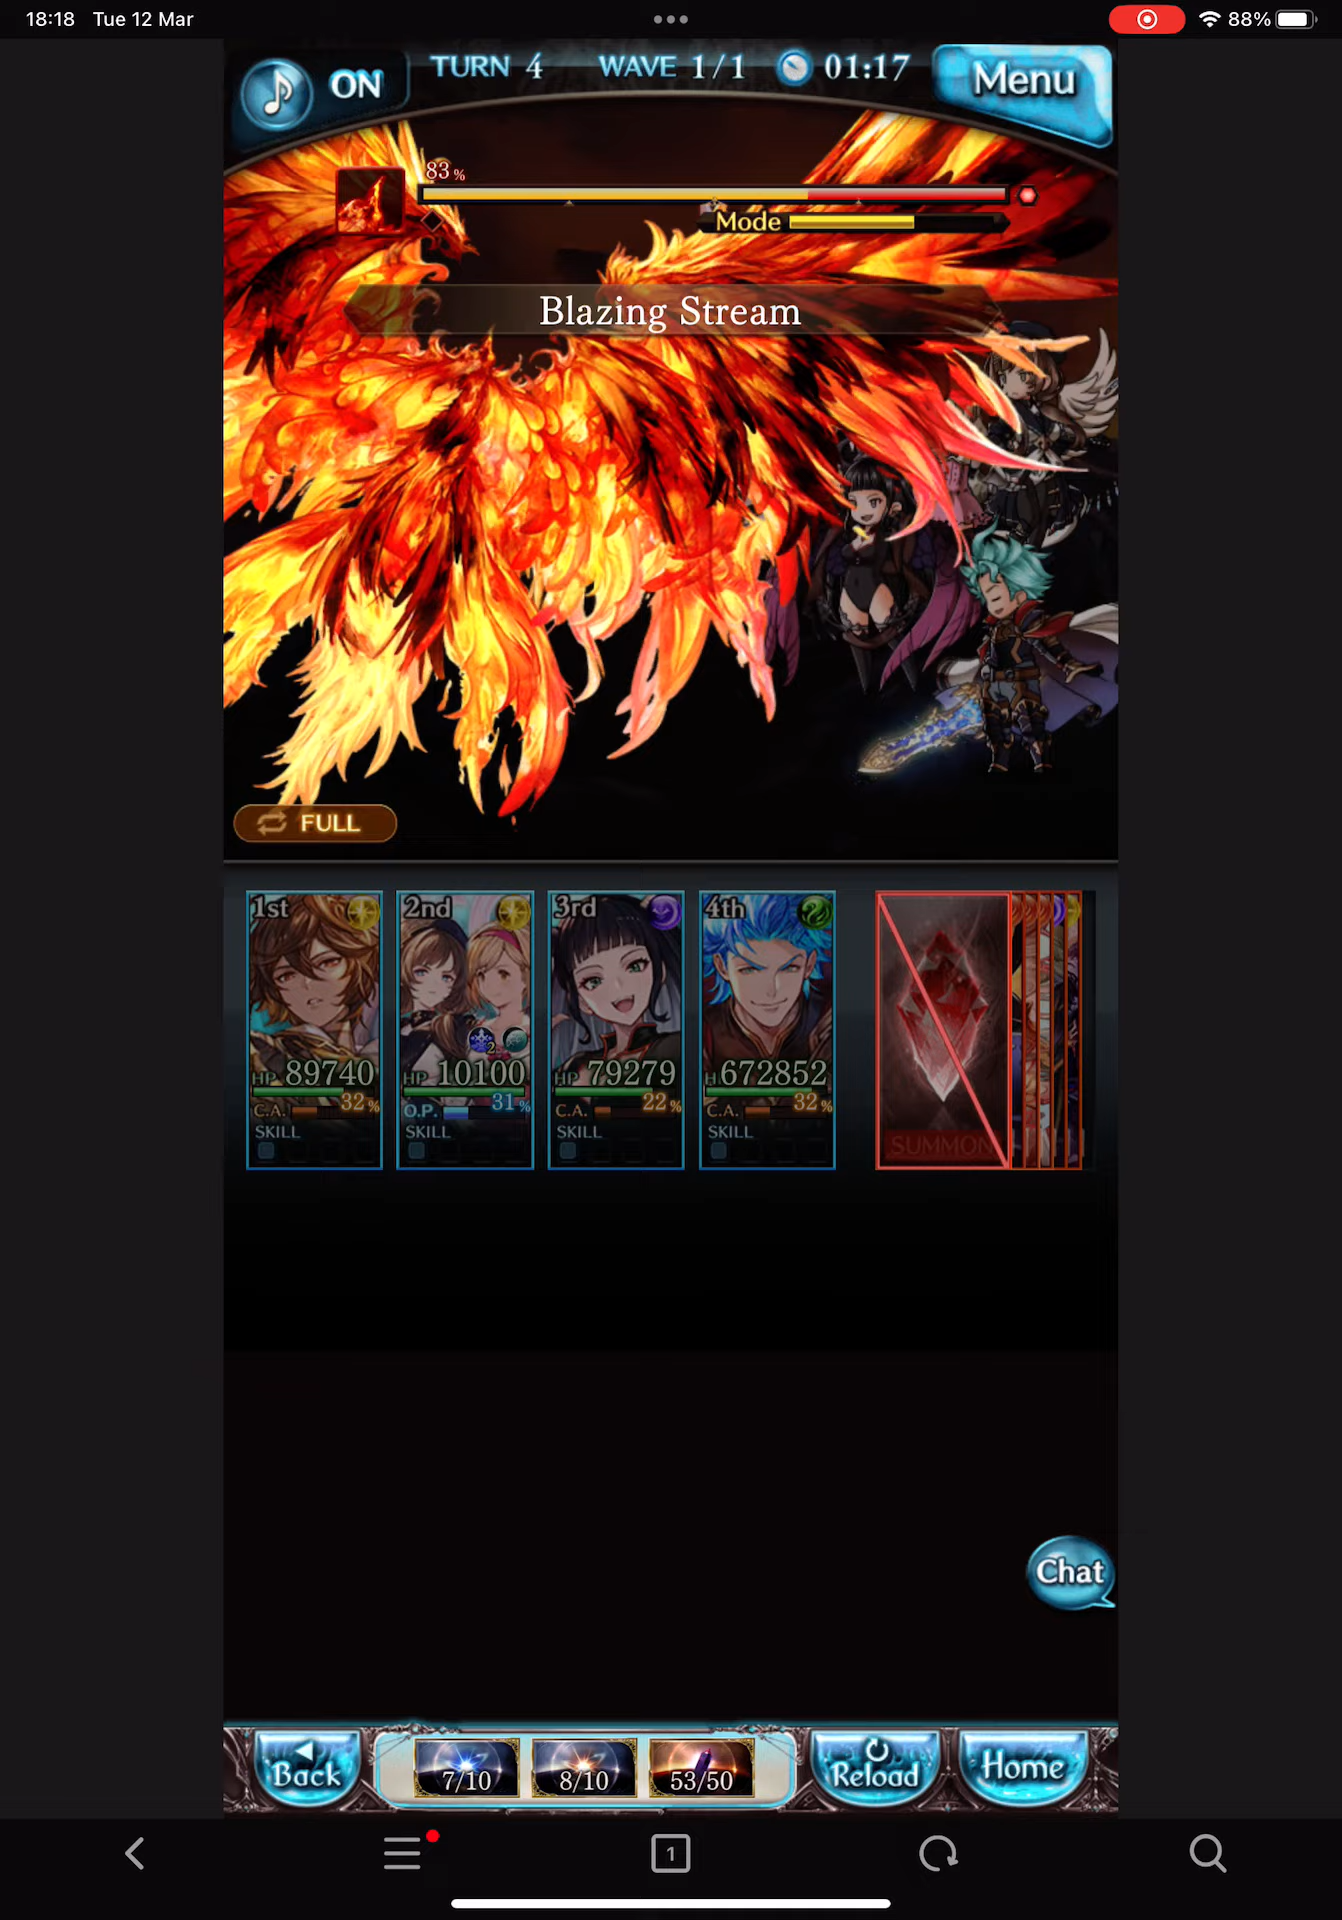 18:18 Tue 12 Mar
88%
ON
TURN 4 WAVE 1/1 01:17
Menu
83%
Mode
Blazing Stream
FULL
1st 2nd 3rd 4th
2
HP 89740 HP 10100 HP 79279 H 672852
C.A. 32% O.P. 31% C.A. 22% C.A. 32%
SKILL SKILL SKILL SKILL
SUMMON
Chat
Back 7/10 8/10 53/50 Reload Home
1